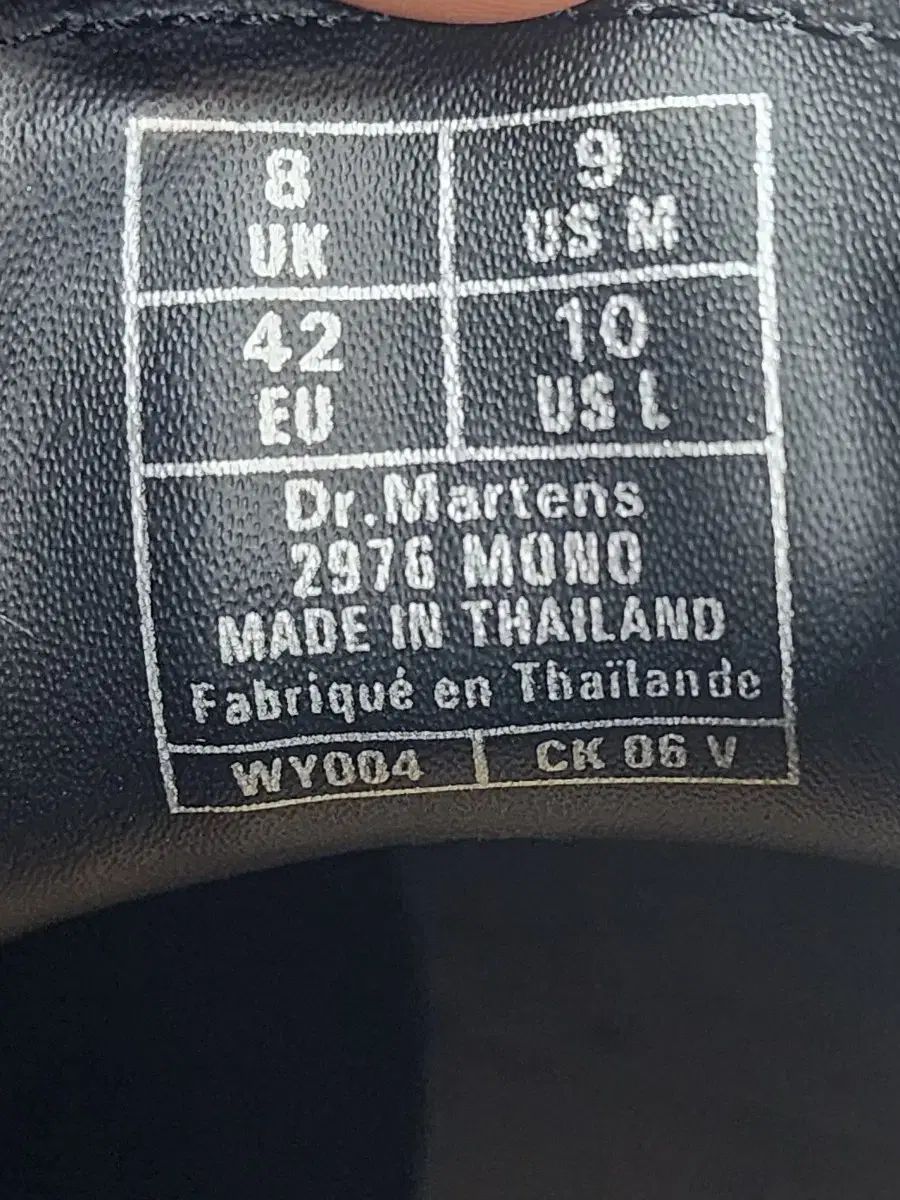 8
UK
9
US M
42
EU
10
US L
Dr.Martens
2976 MONO
MADE IN THAILAND
Fabriqué en Thaïlande
WY004
CK 06 V